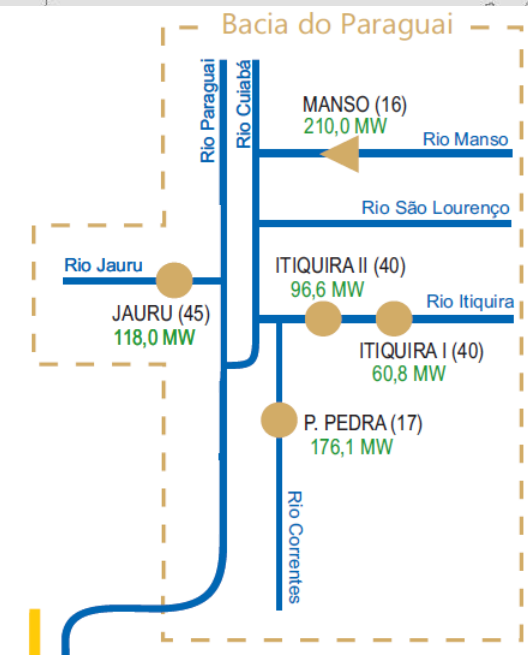 Bacia do Paraguai
Rio Paraguai
Rio Cuiabá
MANSO (16)
210,0 MW
Rio Manso
Rio São Lourenço
Rio Jauru
JAURU (45)
118,0 MW
ITIQUIRA II (40)
96,6 MW
Rio Itiquira
ITIQUIRA I (40)
60,8 MW
P. PEDRA (17)
176,1 MW
Rio Correntes